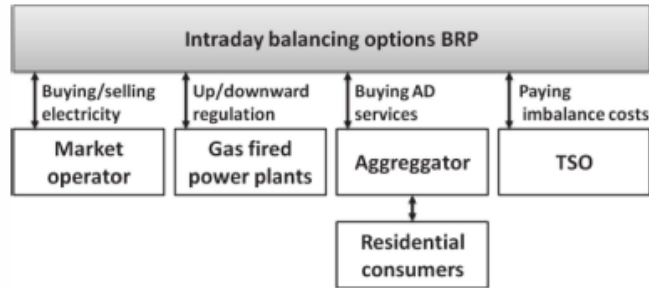 Intraday balancing options BRP
Buying/selling
electricity
Up/downward
regulation
Buying AD
services
Paying
imbalance costs
Market
operator
Gas fired
power plants
Aggreggator
TSO
Residential
consumers